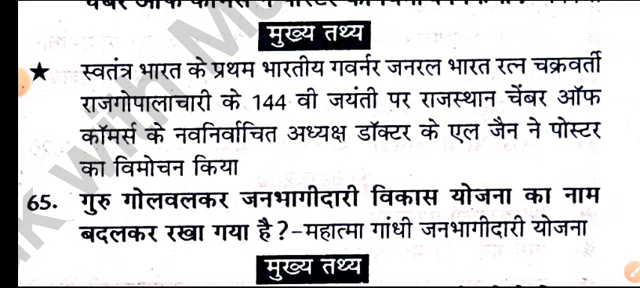 मुख्य तथ्य
★ स्वतंत्र भारत के प्रथम भारतीय गवर्नर जनरल भारत रत्न चक्रवर्ती
राजगोपालाचारी के 144 वी जयंती पर राजस्थान चेंबर ऑफ
कॉमर्स के नवनिर्वाचित अध्यक्ष डॉक्टर के एल जैन ने पोस्टर
का विमोचन किया
65. गुरु गोलवलकर जनभागीदारी विकास योजना का नाम
बदलकर रखा गया है?-महात्मा गांधी जनभागीदारी योजना
मुख्य तथ्य